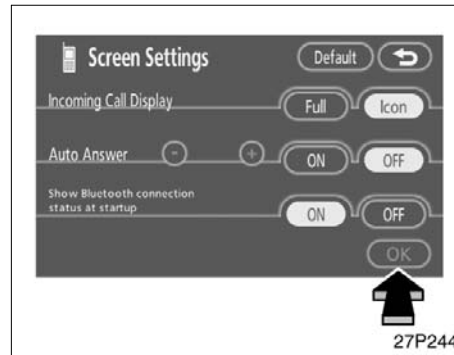 Screen Settings Default
Incoming Call Display Full Icon
Auto Answer - + ON OFF
Show Bluetooth connection
status at startup ON OFF
OK
27P244